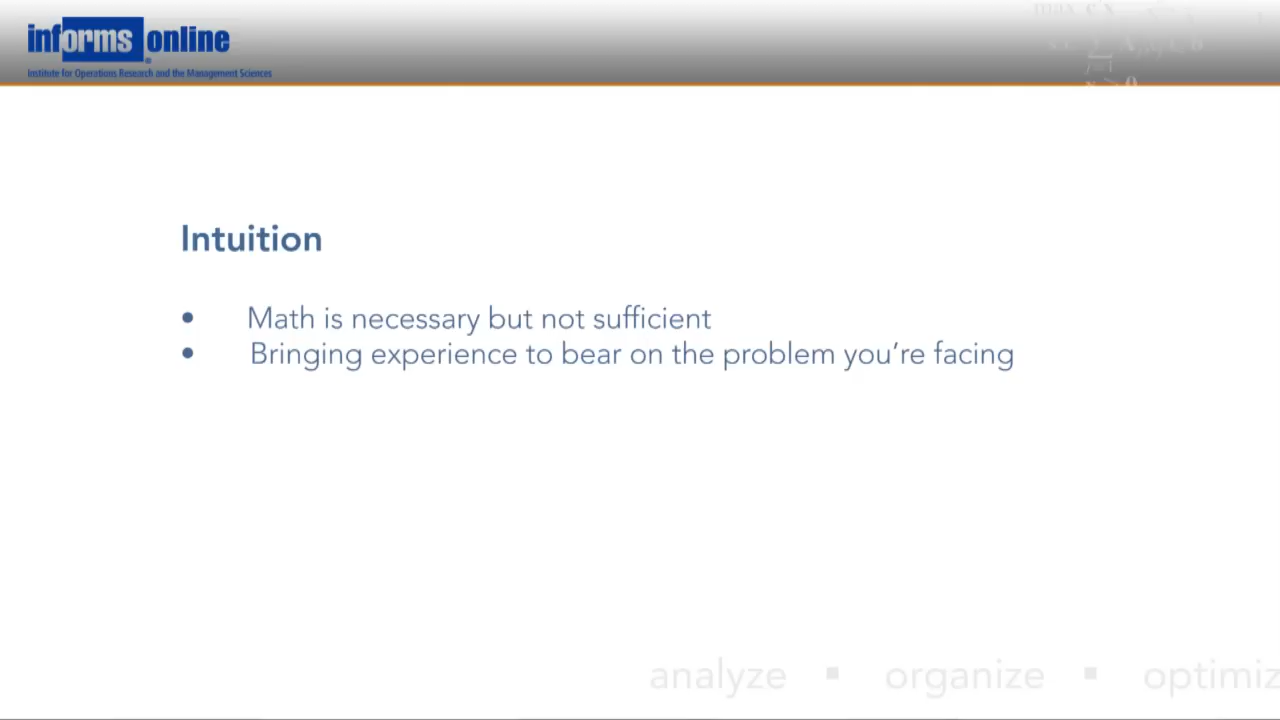 informs online
Institute for Operations Research and the Management Sciences
Intuition
• Math is necessary but not sufficient
• Bringing experience to bear on the problem you’re facing
analyze ▪ organize ▪ optimiz